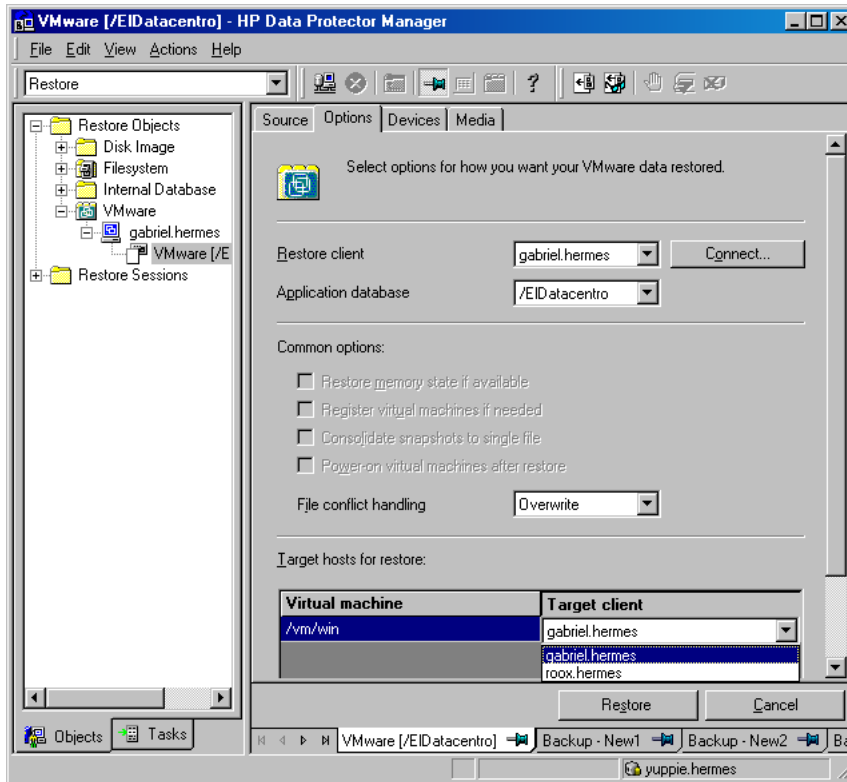 VMware [/ElDatacentro] - HP Data Protector Manager
File Edit View Actions Help
Restore
Restore Objects
Disk Image
Filesystem
Internal Database
VMware
gabriel.hermes
VMware [/E
Restore Sessions
Objects Tasks
Source Options Devices Media
Select options for how you want your VMware data restored.
Restore client gabriel.hermes Connect...
Application database /ElDatacentro
Common options:
Restore memory state if available
Register virtual machines if needed
Consolidate snapshots to single file
Power-on virtual machines after restore
File conflict handling Overwrite
Target hosts for restore:
Virtual machine Target client
/vm/win gabriel.hermes
gabriel.hermes
roox.hermes
Restore Cancel
VMware [/ElDatacentro] Backup - New1 Backup - New2 Ba
yuppie.hermes